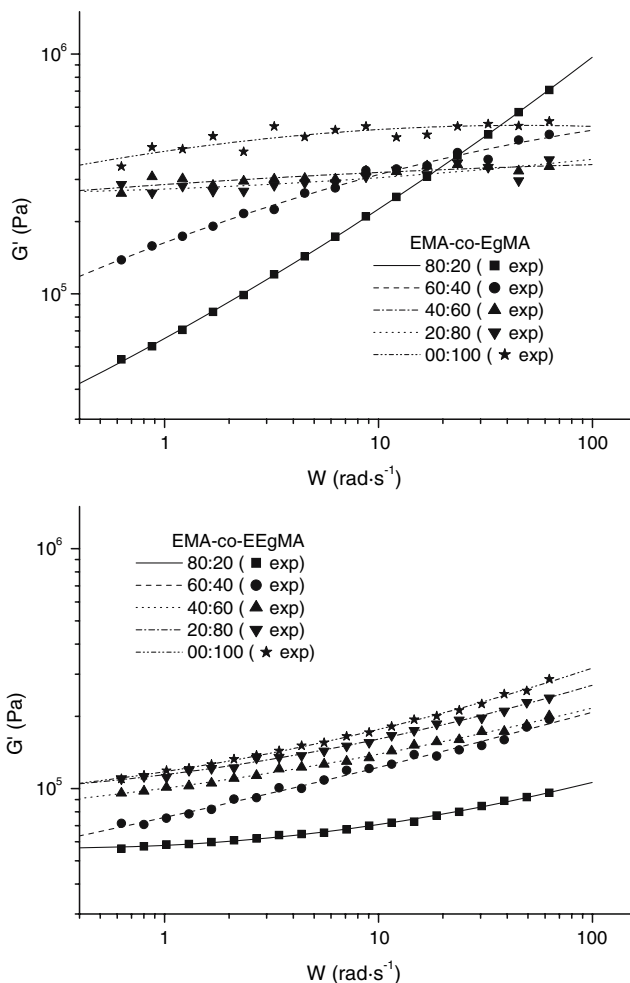 10⁶
10⁵
G' (Pa)
EMA-co-EgMA
80:20 ( ■ exp)
60:40 ( ● exp)
40:60 ( ▲ exp)
20:80 ( ▼ exp)
00:100 ( ★ exp)
1 10 100
W (rad·s⁻¹)
10⁶
10⁵
G' (Pa)
EMA-co-EEgMA
80:20 ( ■ exp)
60:40 ( ● exp)
40:60 ( ▲ exp)
20:80 ( ▼ exp)
00:100 ( ★ exp)
1 10 100
W (rad·s⁻¹)